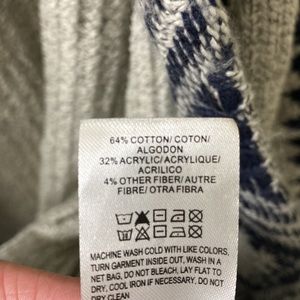 64% COTTON/ COTON/
ALGODON
32% ACRYLIC/ ACRYLIQUE/
ACRILICO
4% OTHER FIBER/ AUTRE
FIBRE/ OTRA FIBRA
MACHINE WASH COLD WITH LIKE COLORS,
TURN GARMENT INSIDE OUT, WASH IN A
NET BAG, DO NOT BLEACH, LAY FLAT TO
DRY, COOL IRON IF NEEDED, DO NOT
DRY CLEAN